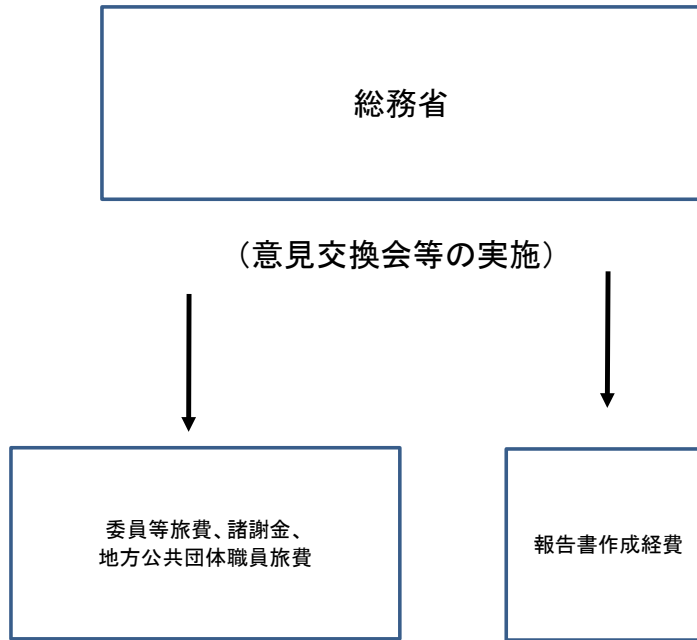 総務省
（意見交換会等の実施）
委員等旅費、諸謝金、
地方公共団体職員旅費
報告書作成経費